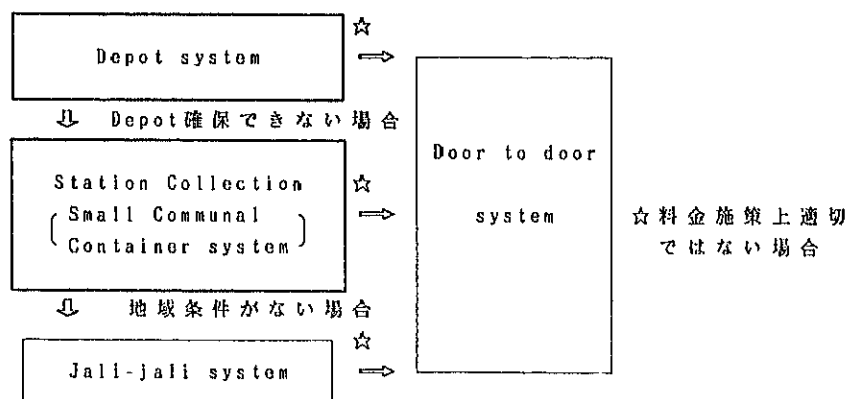 ☆
Depot system ⇨
⇩ Depot確保できない場合
Door to door
system
Station Collection ☆
Small Communal ⇨
Container system
☆料金施策上適切
ではない場合
⇩ 地域条件がない場合
☆
Jali-jali system ⇨